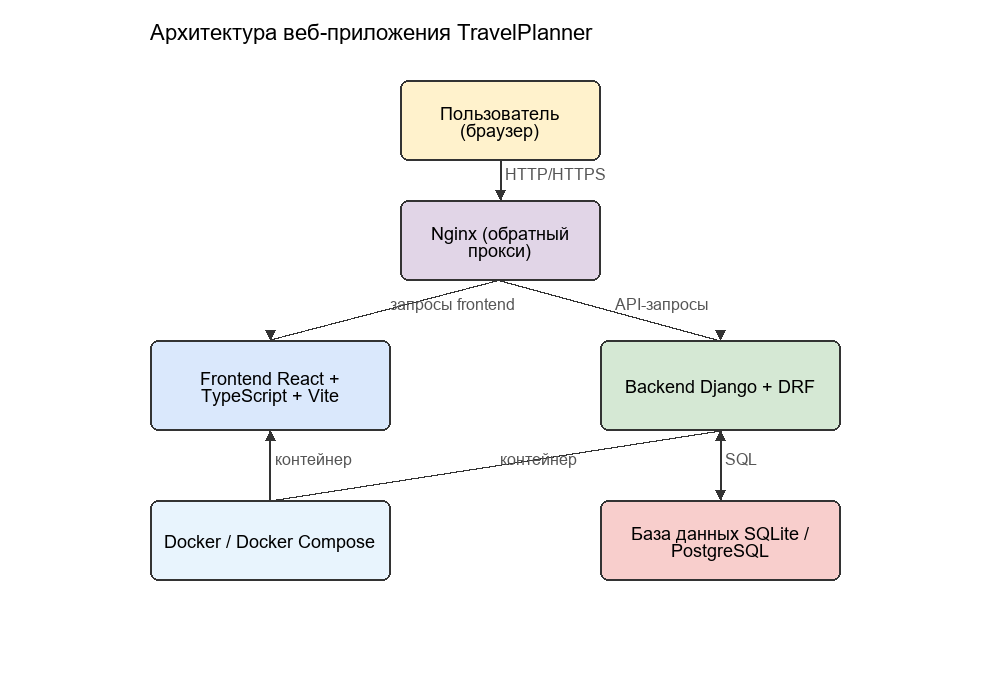 Архитектура веб-приложения TravelPlanner
Пользователь
(браузер)
HTTP/HTTPS
Nginx (обратный
прокси)
запросы frontend
API-запросы
Frontend React +
TypeScript + Vite
Backend Django + DRF
контейнер
контейнер
SQL
Docker / Docker Compose
База данных SQLite /
PostgreSQL